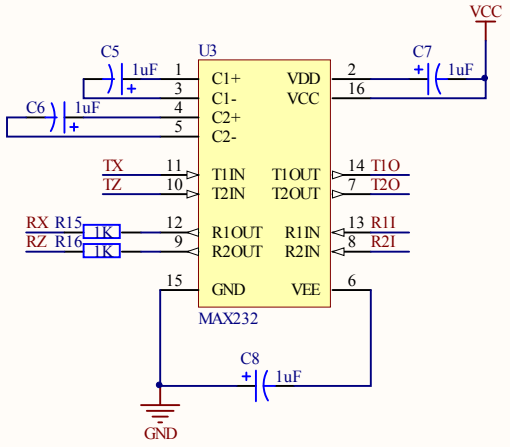 VCC
C5 U3 C7
1uF 1 C1+ VDD 2 + 1uF
+ 3 C1- VCC 16
C6 1uF 4 C2+
+ 5 C2-
TX 11 T1IN T1OUT 14 T1O
TZ 10 T2IN T2OUT 7 T2O
RX R15 1K 12 R1OUT R1IN 13 R1I
RZ R16 1K 9 R2OUT R2IN 8 R2I
15 GND VEE 6
MAX232
C8
+ 1uF
GND